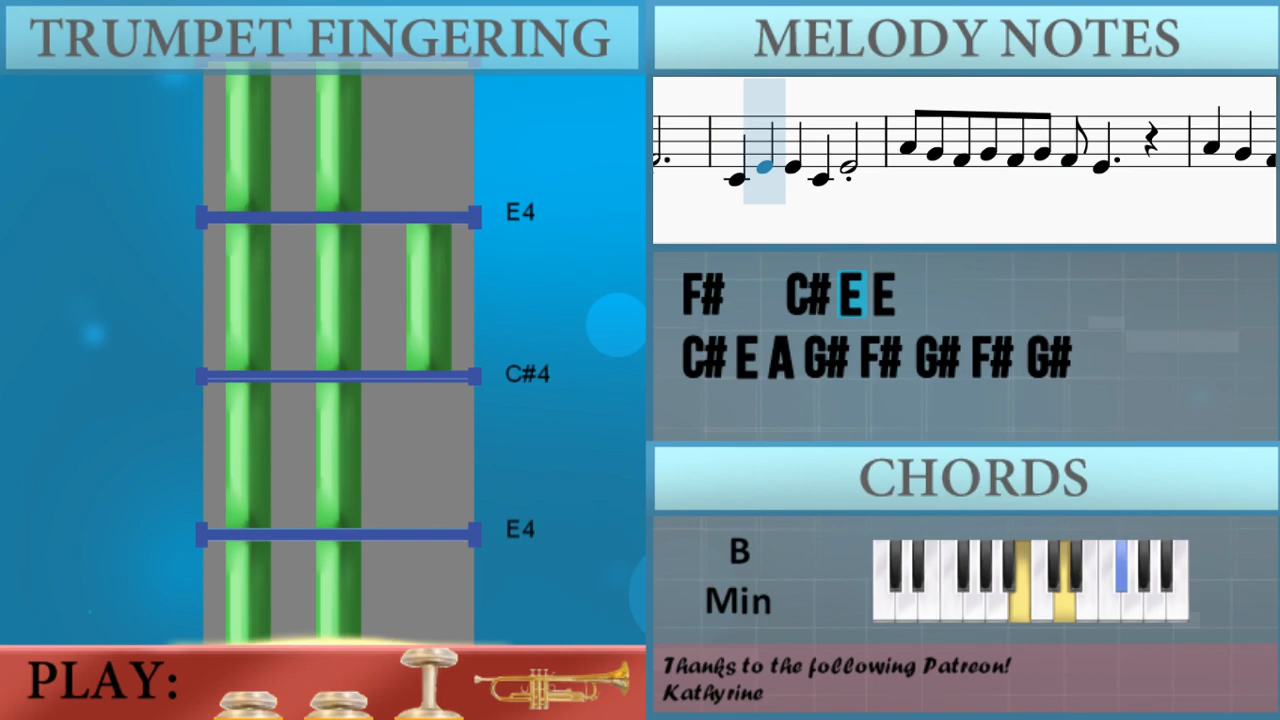 TRUMPET FINGERING
E4
C#4
E4
PLAY:
MELODY NOTES
F# C# E E
C# E A G# F# G# F# G#
CHORDS
B
Min
Thanks to the following Patreon!
Kathyrine